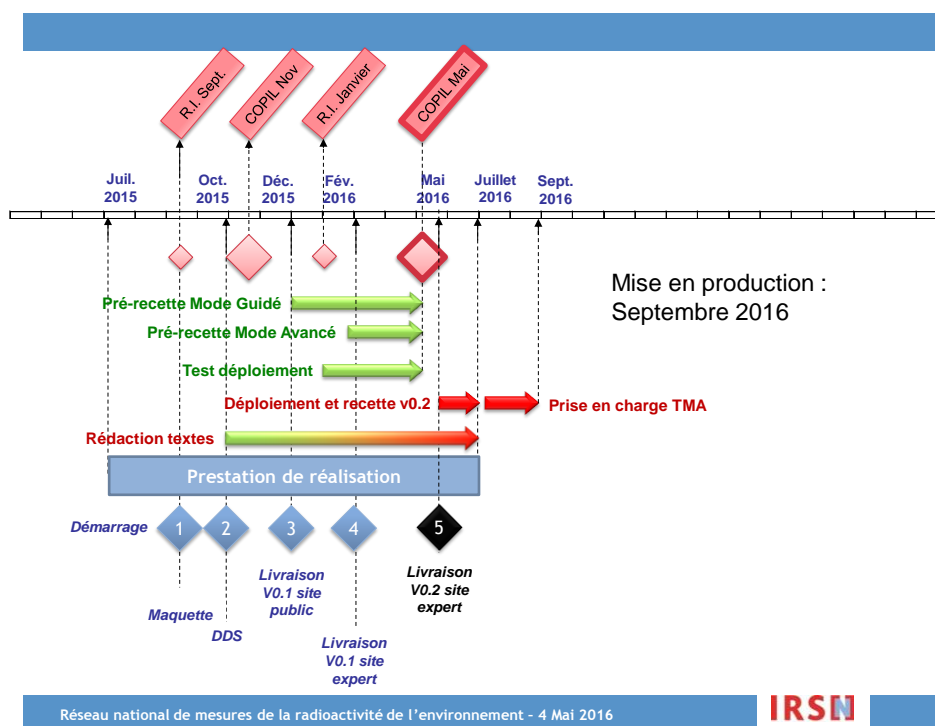 R.I. Sept.
COPIL Nov
R.I. Janvier
COPIL Mai
Juil.
2015
Oct.
2015
Déc.
2015
Fév.
2016
Mai
2016
Juillet
2016
Sept.
2016
Mise en production :
Septembre 2016
Pré-recette Mode Guidé
Pré-recette Mode Avancé
Test déploiement
Déploiement et recette v0.2
Prise en charge TMA
Rédaction textes
Prestation de réalisation
Démarrage
1
2
3
4
5
Maquette
DDS
Livraison
V0.1 site
public
Livraison
V0.1 site
expert
Livraison
V0.2 site
expert
Réseau national de mesures de la radioactivité de l'environnement – 4 Mai 2016
IRSN